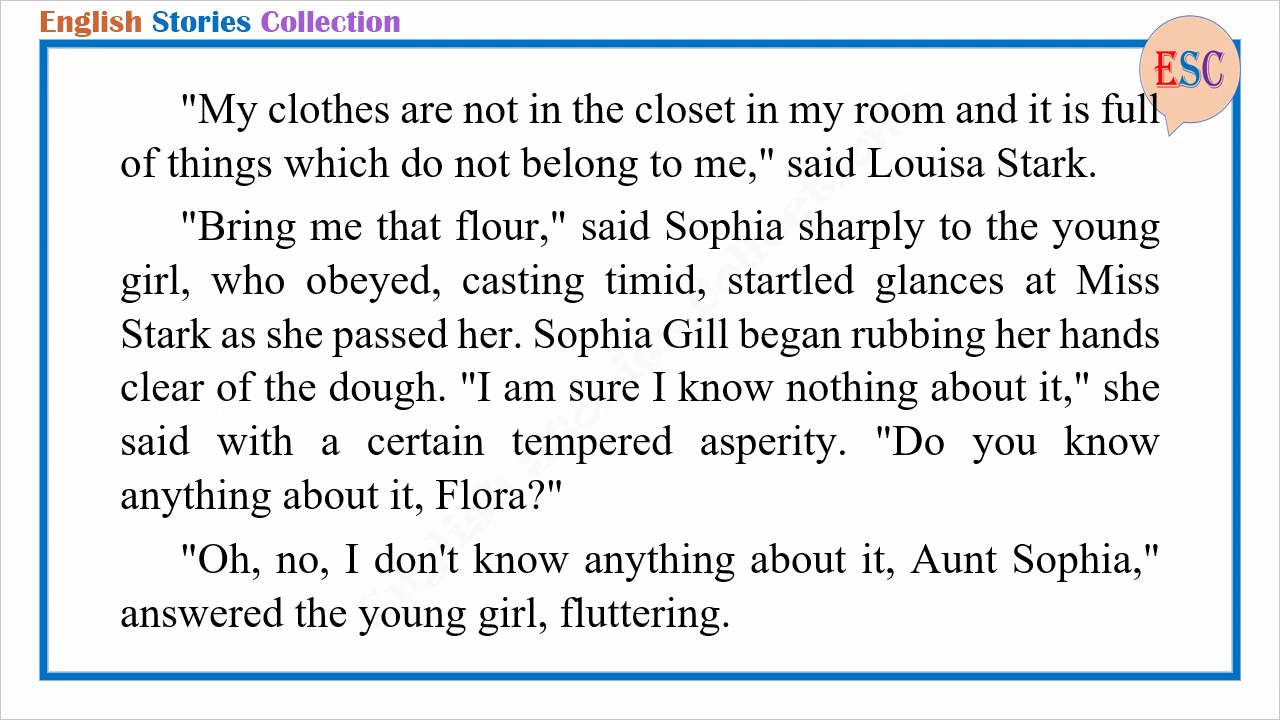 English Stories Collection
ESC
"My clothes are not in the closet in my room and it is full
of things which do not belong to me," said Louisa Stark.
"Bring me that flour," said Sophia sharply to the young
girl, who obeyed, casting timid, startled glances at Miss
Stark as she passed her. Sophia Gill began rubbing her hands
clear of the dough. "I am sure I know nothing about it," she
said with a certain tempered asperity. "Do you know
anything about it, Flora?"
"Oh, no, I don't know anything about it, Aunt Sophia,"
answered the young girl, fluttering.